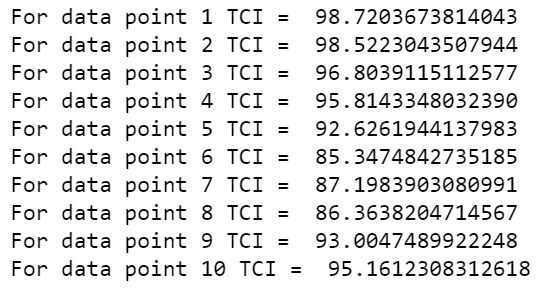 For data point 1 TCI =  98.7203673814043
For data point 2 TCI =  98.5223043507944
For data point 3 TCI =  96.8039115112577
For data point 4 TCI =  95.8143348032390
For data point 5 TCI =  92.6261944137983
For data point 6 TCI =  85.3474842735185
For data point 7 TCI =  87.1983903080991
For data point 8 TCI =  86.3638204714567
For data point 9 TCI =  93.0047489922248
For data point 10 TCI =  95.1612308312618